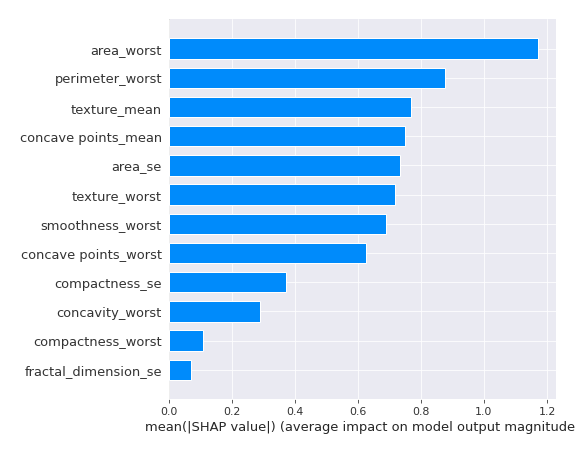 area_worst
perimeter_worst
texture_mean
concave points_mean
area_se
texture_worst
smoothness_worst
concave points_worst
compactness_se
concavity_worst
compactness_worst
fractal_dimension_se
0.0 0.2 0.4 0.6 0.8 1.0 1.2
mean(|SHAP value|) (average impact on model output magnitude